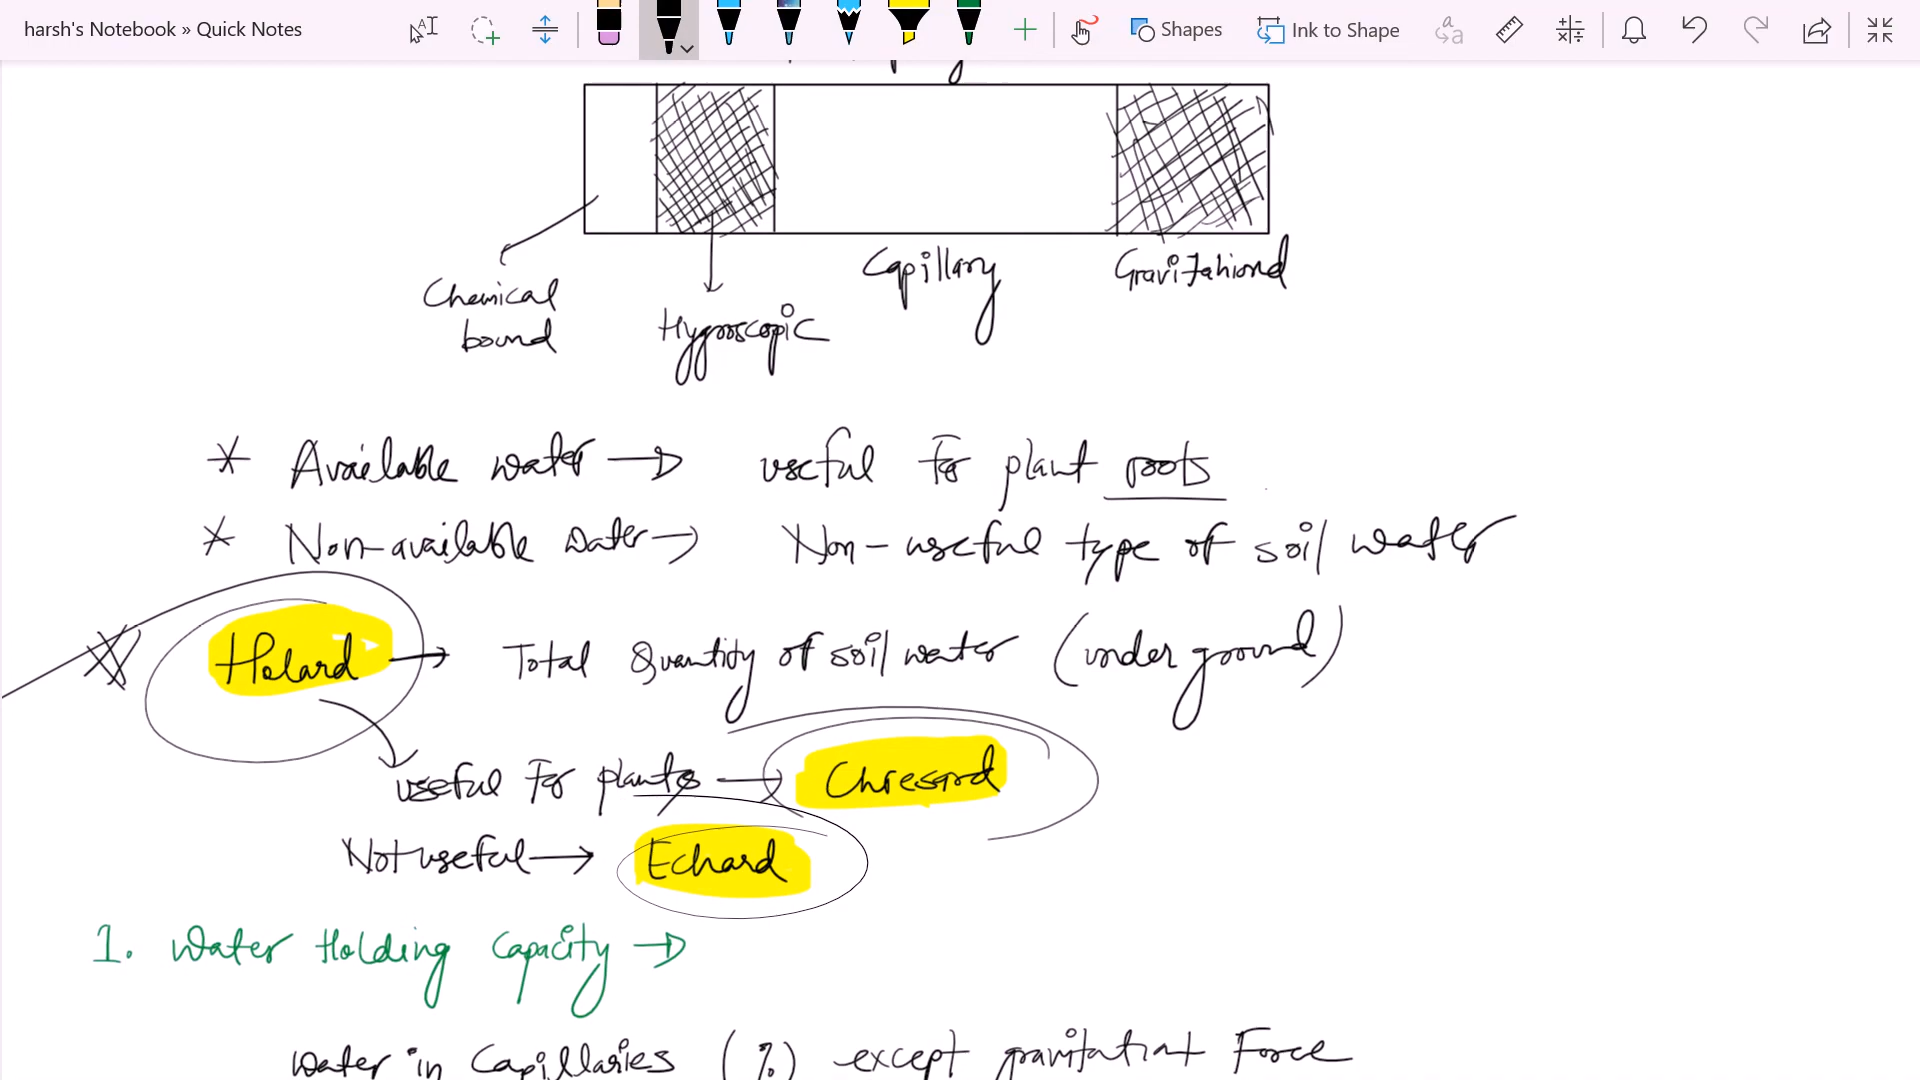 harsh's Notebook » Quick Notes
Shapes
Ink to Shape
Capillary
Gravitational
Chemical
bound
Hygroscopic
* Available water → useful for plant roots
* Non-available water → Non-useful type of soil water
Holard → Total Quantity of soil water (under ground)
useful for plants → Chresard
Not useful → Echard
1. Water Holding Capacity →
Water in Capillaries (%) except Force